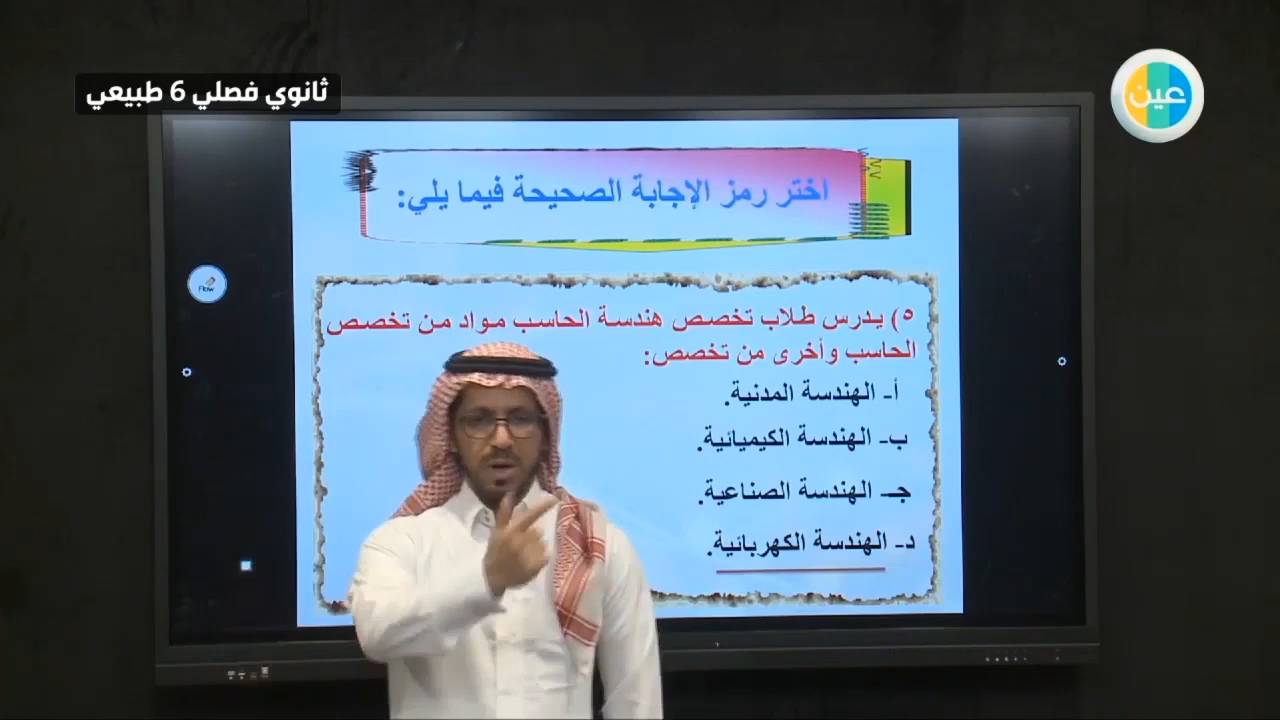 ثانوي فصلي 6 طبيعي
عين
اختر رمز الإجابة الصحيحة فيما يلي:
٥) يدرس طلاب تخصص هندسة الحاسب مواد من تخصص
الحاسب وأخرى من تخصص:
أ- الهندسة المدنية.
ب- الهندسة الكيميائية.
جـ- الهندسة الصناعية.
د- الهندسة الكهربائية.
Flow